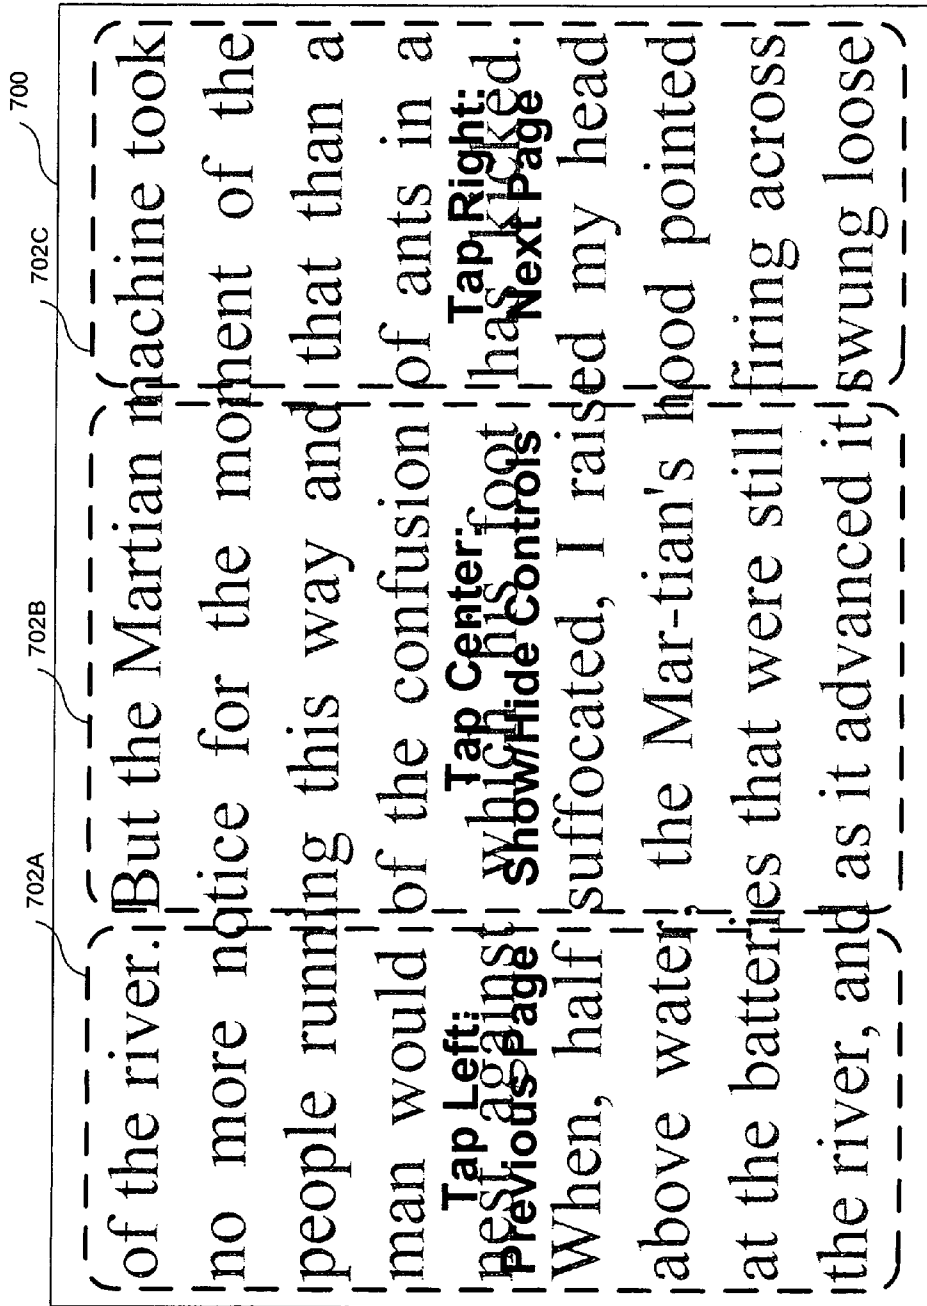 700
702A
702B
702C
of the river. But the Martian machine took
no more notice for the moment of the
people running this way and that than a
man would of the confusion of ants in a
nest against which his foot has kicked.
When, half suffocated, I raised my head
above water, the Mar-tian's hood pointed
at the batteries that were still firing across
the river, and as it advanced it swung loose
Tap Left:
Previous Page
Tap Center:
Show/Hide Controls
Tap Right:
Next Page